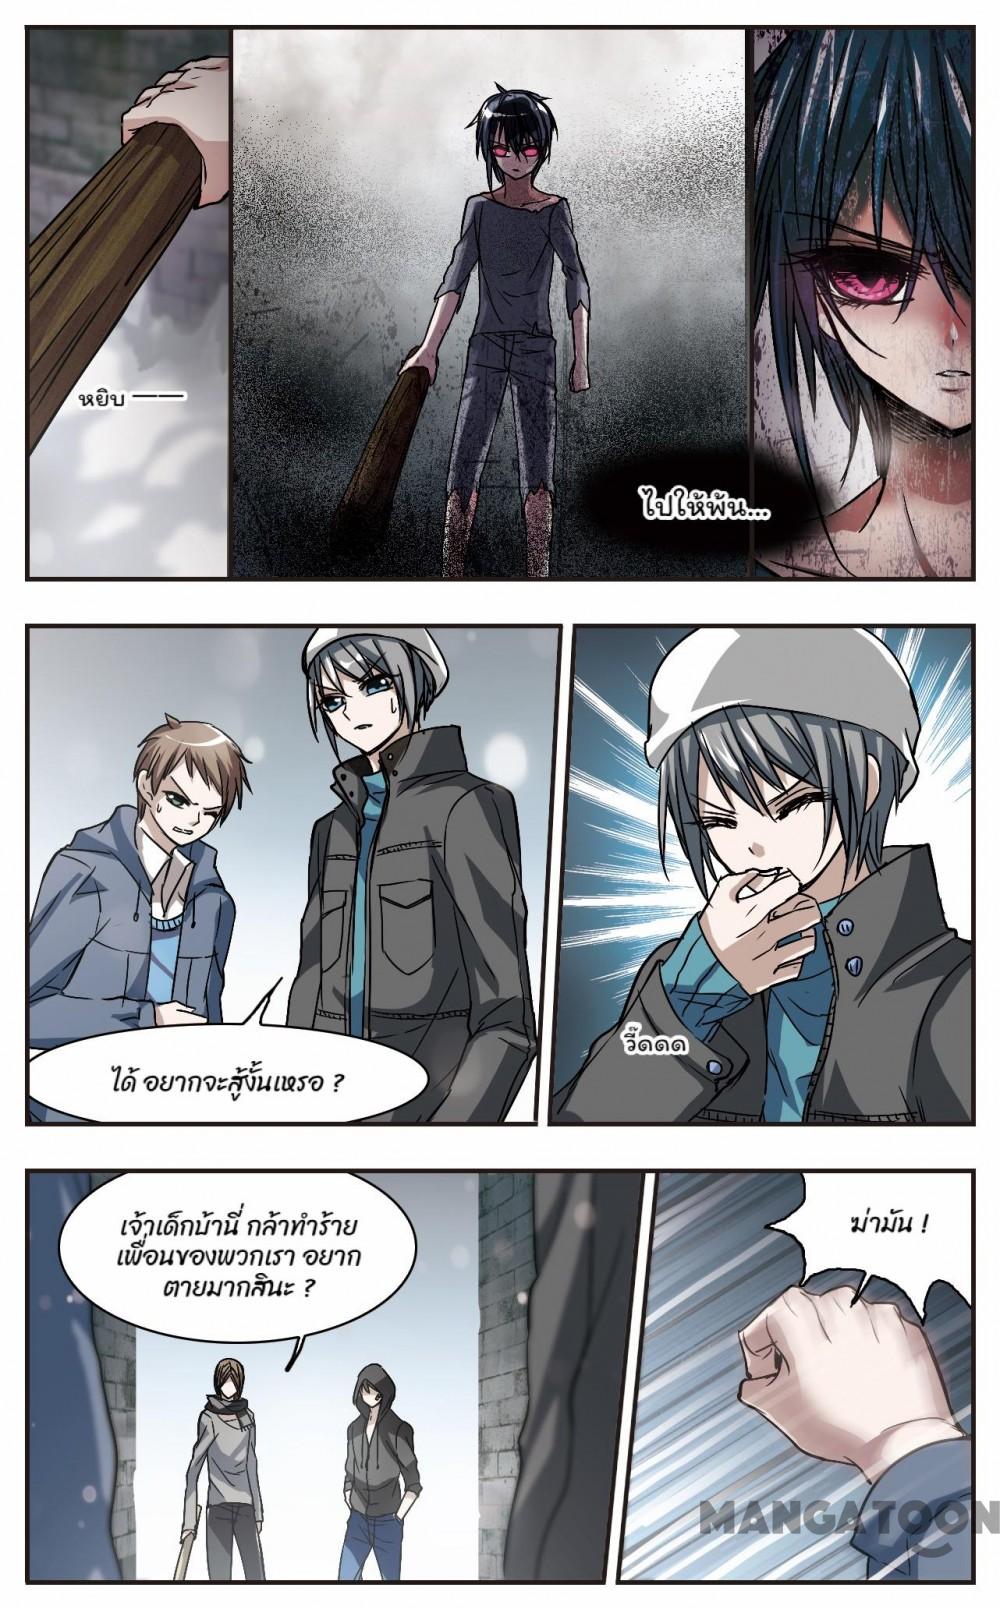 หยิบ ——
ไปให้พ้น...
ได้ อยากจะสู้งั้นเหรอ ?
วี๊ดดด
เจ้าเด็กบ้านี่ กล้าทำร้าย
เพื่อนของพวกเรา อยาก
ตายมากสินะ ?
ฆ่ามัน !
MANGATOON